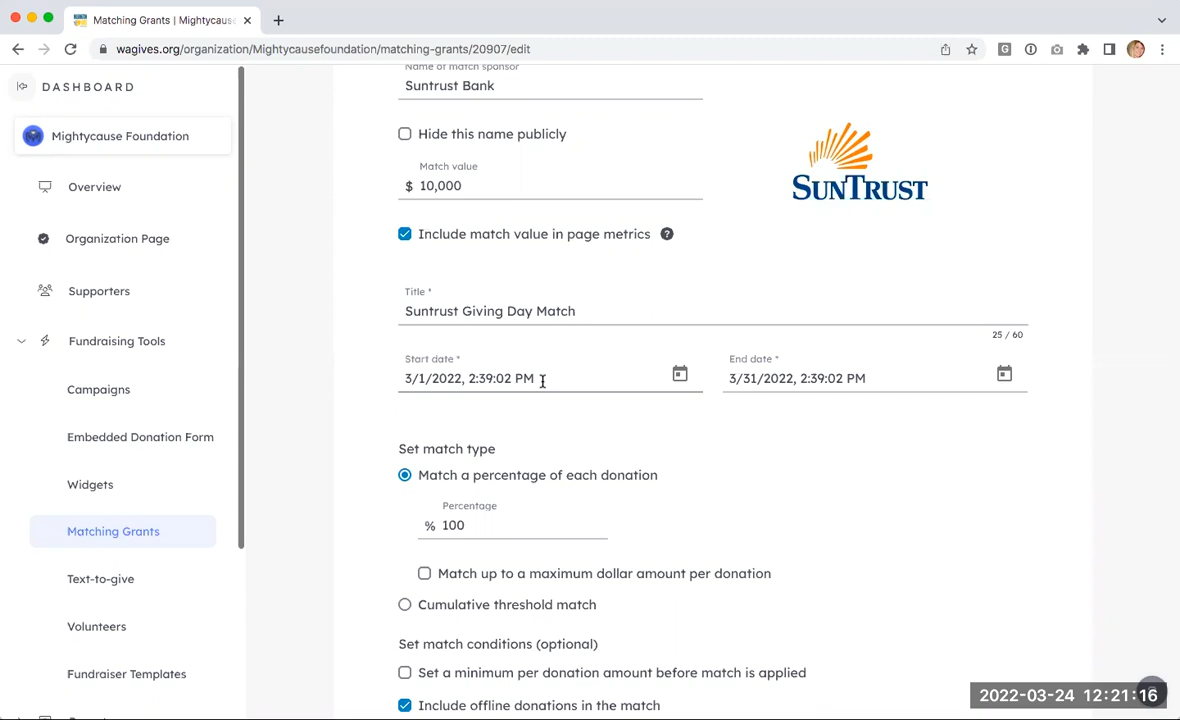 Matching Grants | Mightycaus
wagives.org/organization/Mightycausefoundation/matching-grants/20907/edit
DASHBOARD
Mightycause Foundation
Overview
Organization Page
Supporters
Fundraising Tools
Campaigns
Embedded Donation Form
Widgets
Matching Grants
Text-to-give
Volunteers
Fundraiser Templates
Name of match sponsor
Suntrust Bank
Hide this name publicly
Match value
$ 10,000
SUNTRUST
Include match value in page metrics ?
Title *
Suntrust Giving Day Match
25 / 60
Start date *
3/1/2022, 2:39:02 PM
End date *
3/31/2022, 2:39:02 PM
Set match type
Match a percentage of each donation
Percentage
% 100
Match up to a maximum dollar amount per donation
Cumulative threshold match
Set match conditions (optional)
Set a minimum per donation amount before match is applied
Include offline donations in the match
2022-03-24 12:21:16